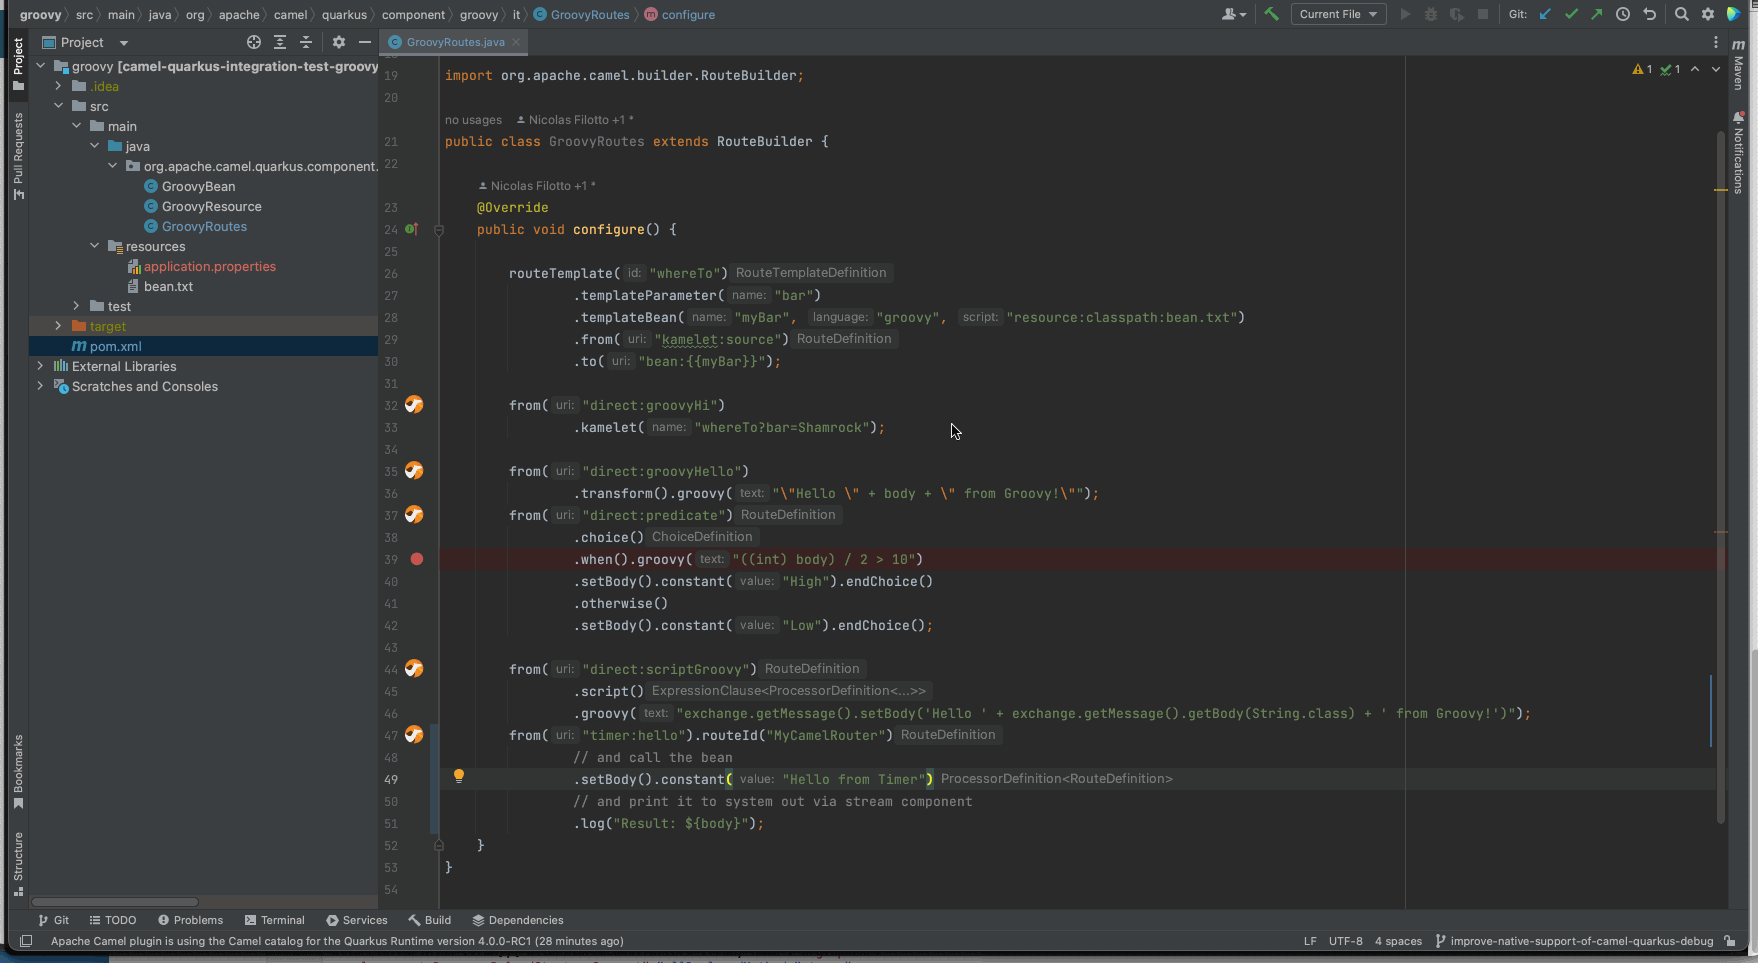 groovy src main java org apache camel quarkus component groovy it GroovyRoutes configure
Current File
Git:
Project
GroovyRoutes.java
Project
Pull Requests
Bookmarks
Structure
groovy [camel-quarkus-integration-test-groovy
.idea
src
main
java
org.apache.camel.quarkus.component.
GroovyBean
GroovyResource
GroovyRoutes
resources
application.properties
bean.txt
test
target
pom.xml
External Libraries
Scratches and Consoles
19 import org.apache.camel.builder.RouteBuilder;
20
no usages Nicolas Filotto +1 *
21 public class GroovyRoutes extends RouteBuilder {
22
Nicolas Filotto +1 *
23 @Override
24 public void configure() {
25
26 routeTemplate( id: "whereTo") RouteTemplateDefinition
27 .templateParameter( name: "bar")
28 .templateBean( name: "myBar", language: "groovy", script: "resource:classpath:bean.txt")
29 .from( uri: "kamelet:source") RouteDefinition
30 .to( uri: "bean:{{myBar}}");
31
32 from( uri: "direct:groovyHi")
33 .kamelet( name: "whereTo?bar=Shamrock");
34
35 from( uri: "direct:groovyHello")
36 .transform().groovy( text: "\"Hello \" + body + \" from Groovy!\"");
37 from( uri: "direct:predicate") RouteDefinition
38 .choice() ChoiceDefinition
39 .when().groovy( text: "((int) body) / 2 > 10")
40 .setBody().constant( value: "High").endChoice()
41 .otherwise()
42 .setBody().constant( value: "Low").endChoice();
43
44 from( uri: "direct:scriptGroovy") RouteDefinition
45 .script() ExpressionClause<ProcessorDefinition<...>>
46 .groovy( text: "exchange.getMessage().setBody('Hello ' + exchange.getMessage().getBody(String.class) + ' from Groovy!')");
47 from( uri: "timer:hello").routeId("MyCamelRouter") RouteDefinition
48 // and call the bean
49 .setBody().constant( value: "Hello from Timer") ProcessorDefinition<RouteDefinition>
50 // and print it to system out via stream component
51 .log("Result: ${body}");
52 }
53 }
54
1 1
m
Maven
Notifications
Git TODO Problems Terminal Services Build Dependencies
Apache Camel plugin is using the Camel catalog for the Quarkus Runtime version 4.0.0-RC1 (28 minutes ago)
LF UTF-8 4 spaces improve-native-support-of-camel-quarkus-debug